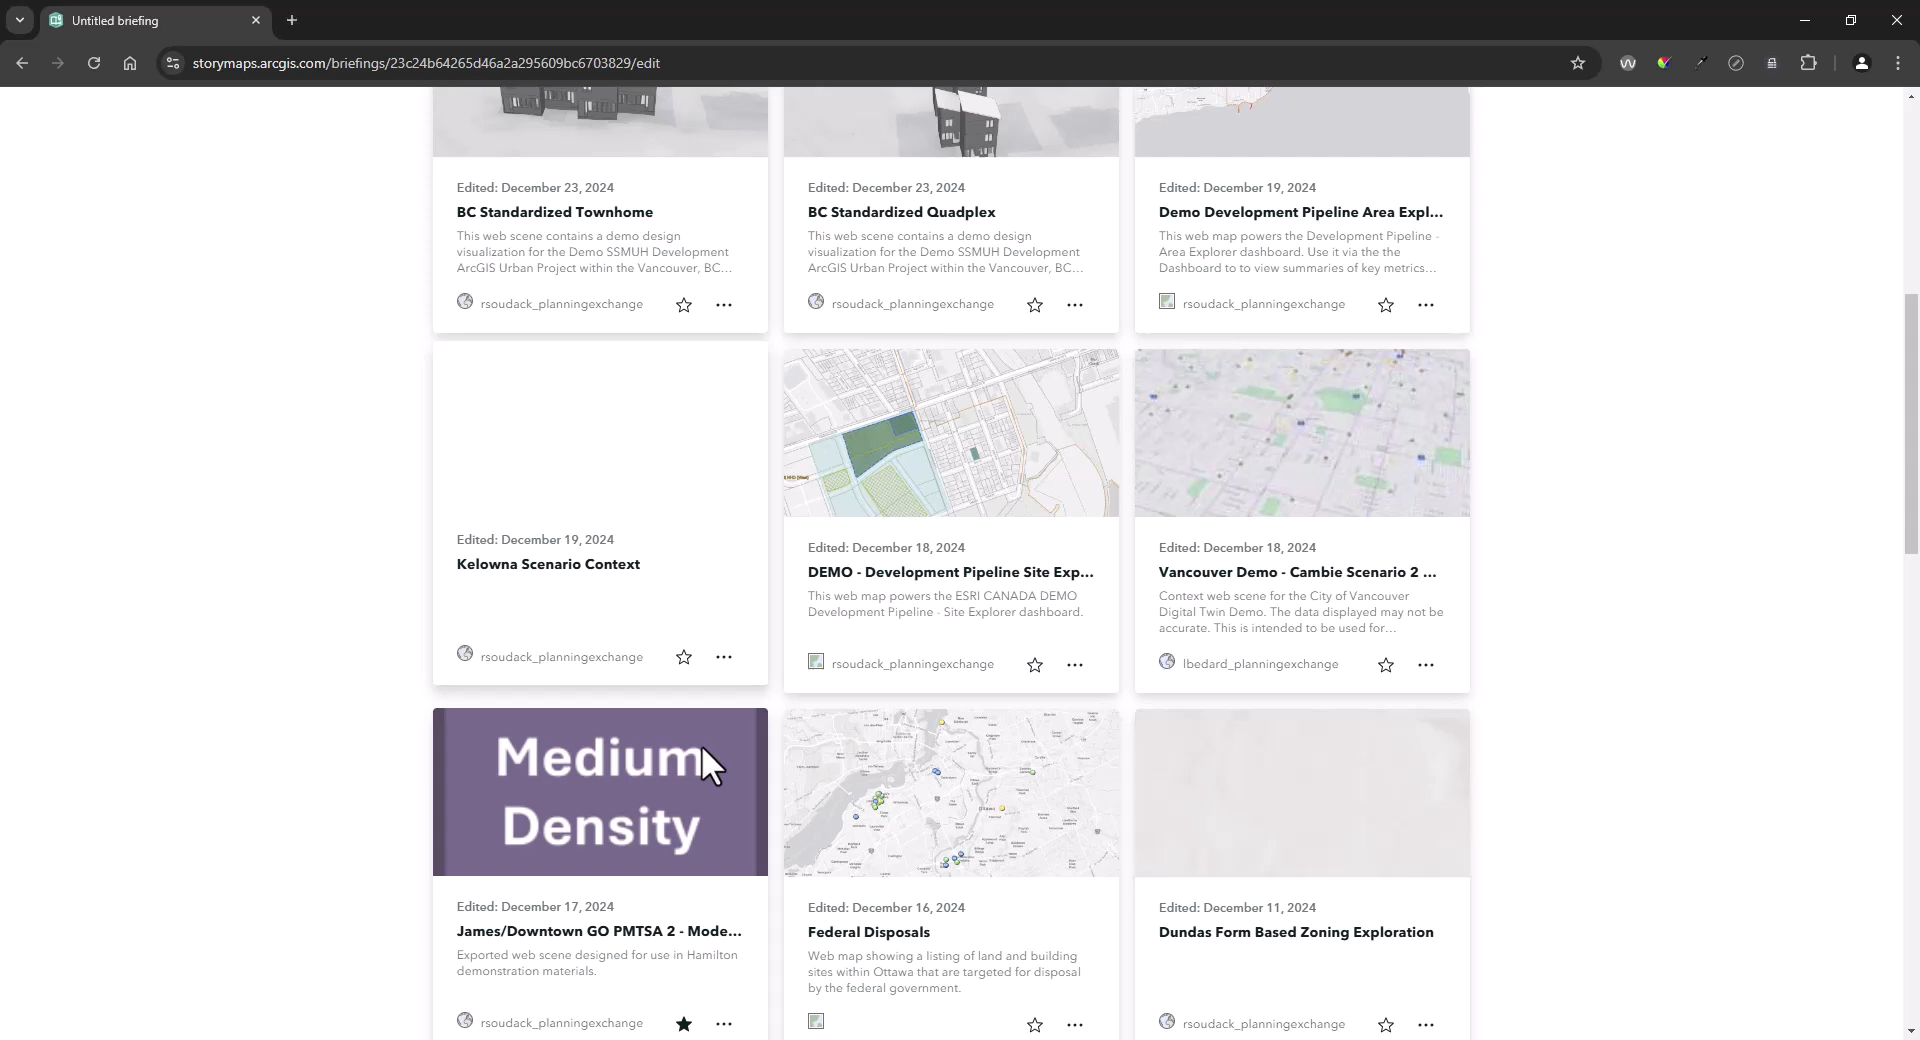 Untitled briefing
storymaps.arcgis.com/briefings/23c24b64265d46a2a295609bc6703829/edit
Edited: December 23, 2024
BC Standardized Townhome
This web scene contains a demo design
visualization for the Demo SSMUH Development
ArcGIS Urban Project within the Vancouver, BC...
rsoudack_planningexchange
Edited: December 23, 2024
BC Standardized Quadplex
This web scene contains a demo design
visualization for the Demo SSMUH Development
ArcGIS Urban Project within the Vancouver, BC...
rsoudack_planningexchange
Edited: December 19, 2024
Demo Development Pipeline Area Expl...
This web map powers the Development Pipeline -
Area Explorer dashboard. Use it via the the
Dashboard to to view summaries of key metrics...
rsoudack_planningexchange
Edited: December 19, 2024
Kelowna Scenario Context
rsoudack_planningexchange
Edited: December 18, 2024
DEMO - Development Pipeline Site Exp...
This web map powers the ESRI CANADA DEMO
Development Pipeline - Site Explorer dashboard.
rsoudack_planningexchange
Edited: December 18, 2024
Vancouver Demo - Cambie Scenario 2 ...
Context web scene for the City of Vancouver
Digital Twin Demo. The data displayed may not be
accurate. This is intended to be used for...
lbedard_planningexchange
Medium
Density
Edited: December 17, 2024
James/Downtown GO PMTSA 2 - Mode...
Exported web scene designed for use in Hamilton
demonstration materials.
rsoudack_planningexchange
Edited: December 16, 2024
Federal Disposals
Web map showing a listing of land and building
sites within Ottawa that are targeted for disposal
by the federal government.
Edited: December 11, 2024
Dundas Form Based Zoning Exploration
rsoudack_planningexchange